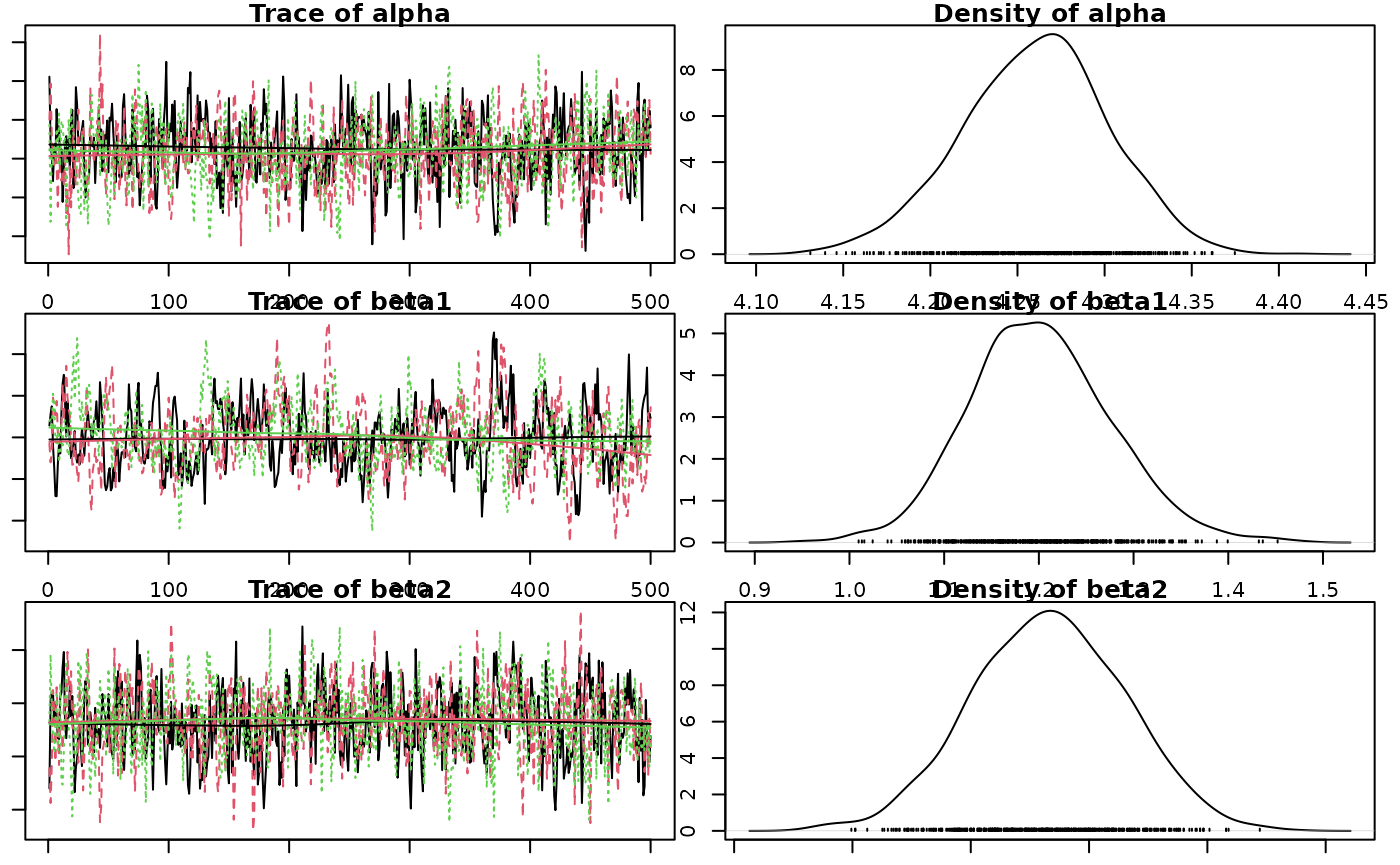 Trace of alpha
Density of alpha
0 2 4 6 8
0 100 200 300 400 500
4.10 4.15 4.20 4.25 4.30 4.35 4.40 4.45
Trace of beta1
Density of beta1
0 1 2 3 4 5
0 100 200 300 400 500
0.9 1.0 1.1 1.2 1.3 1.4 1.5
Trace of beta2
Density of beta2
0 2 4 6 8 12